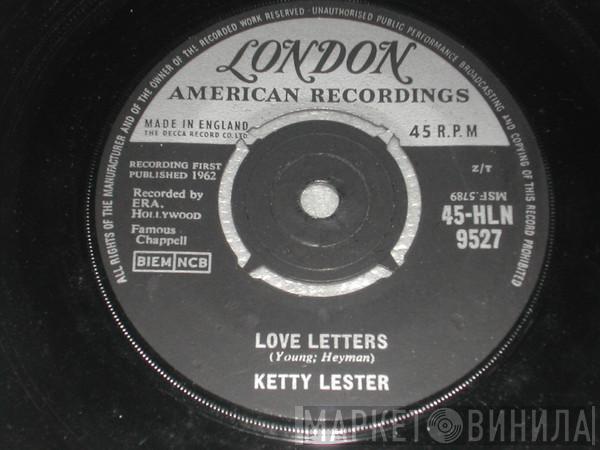 ALL RIGHTS OF THE MANUFACTURER AND OF THE OWNER OF THE RECORDED WORK RESERVED · UNAUTHORISED PUBLIC PERFORMANCE BROADCASTING AND COPYING OF THIS RECORD PROHIBITED
LONDON
AMERICAN RECORDINGS
MADE IN ENGLAND
THE DECCA RECORD CO. LTD.
45 R.P.M
RECORDING FIRST
PUBLISHED 1962
Recorded by
ERA.
HOLLYWOOD
Famous
Chappell
BIEM NCB
Z/T
MSF.5789
45-HLN
9527
LOVE LETTERS
(Young; Heyman)
KETTY LESTER
МАРКЕТ ВИНИЛА